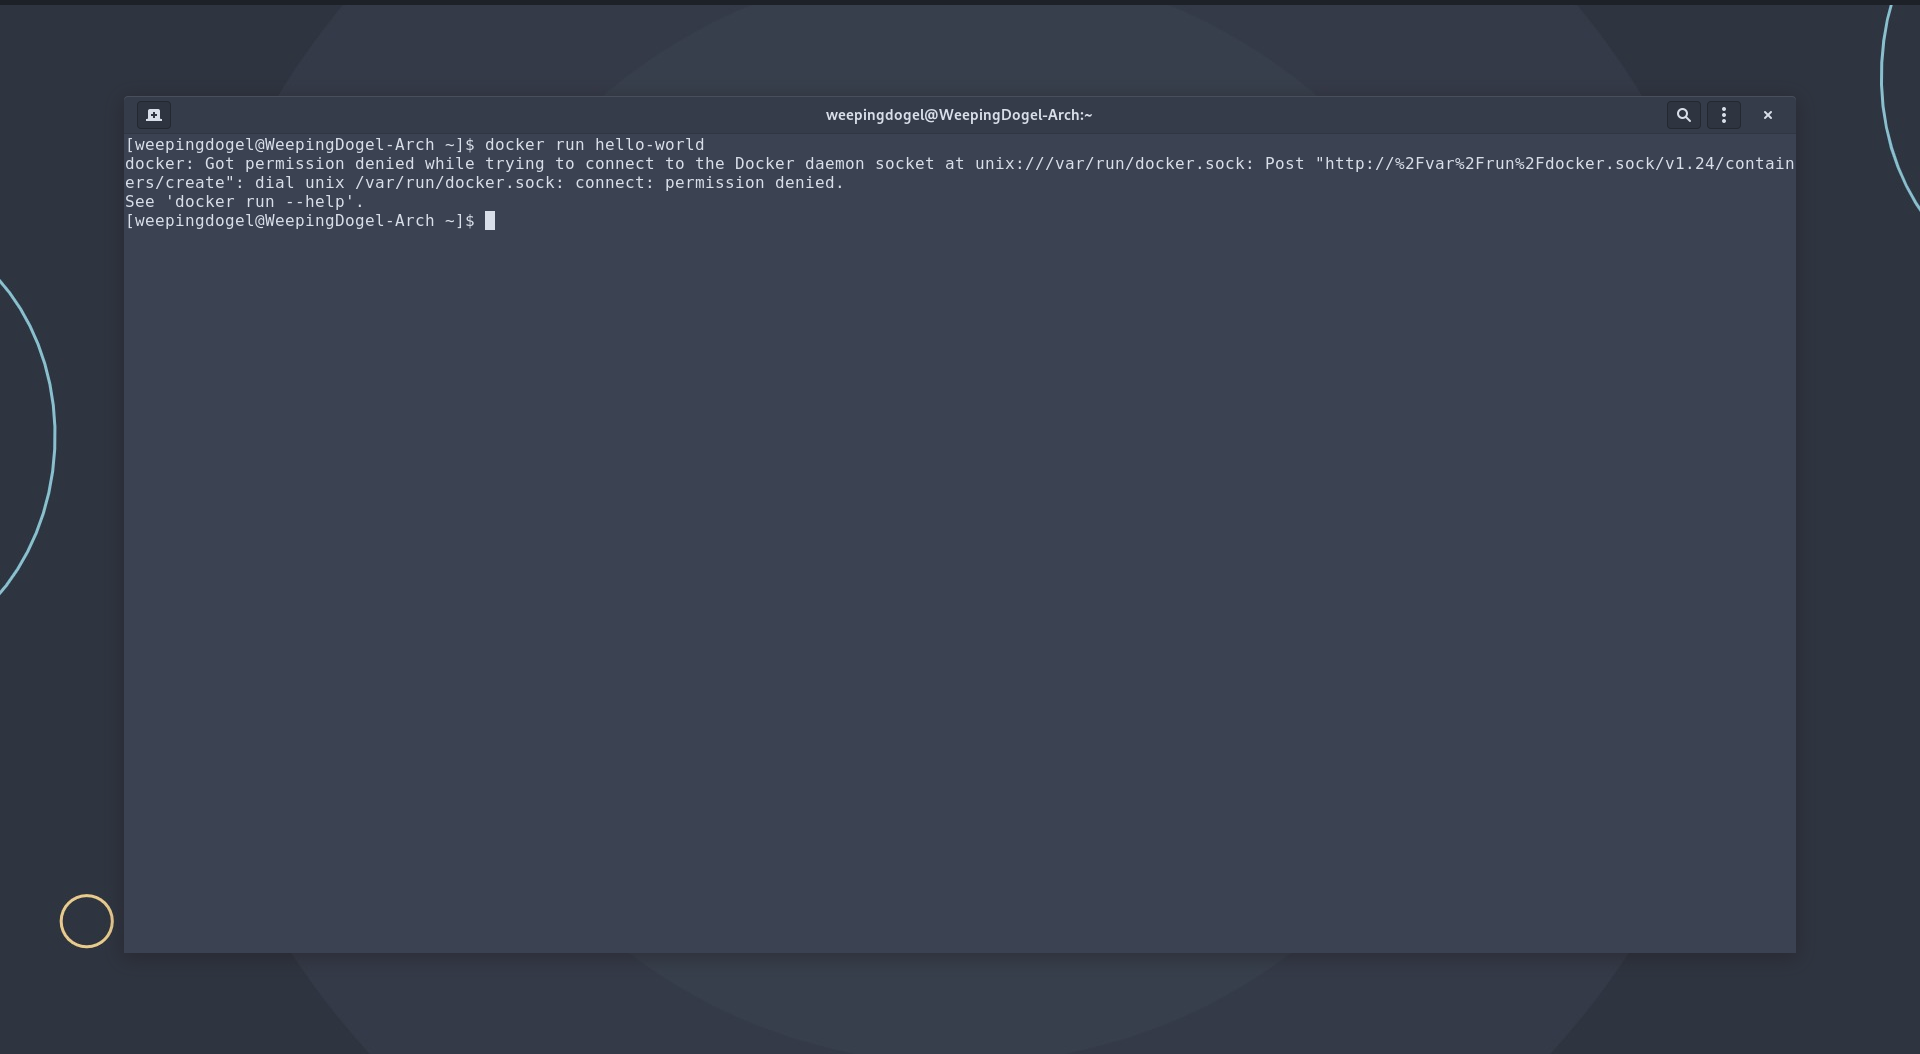 weepingdogel@WeepingDogel-Arch:~
[weepingdogel@WeepingDogel-Arch ~]$ docker run hello-world
docker: Got permission denied while trying to connect to the Docker daemon socket at unix:///var/run/docker.sock: Post "http://%2Fvar%2Frun%2Fdocker.sock/v1.24/contain
ers/create": dial unix /var/run/docker.sock: connect: permission denied.
See 'docker run --help'.
[weepingdogel@WeepingDogel-Arch ~]$